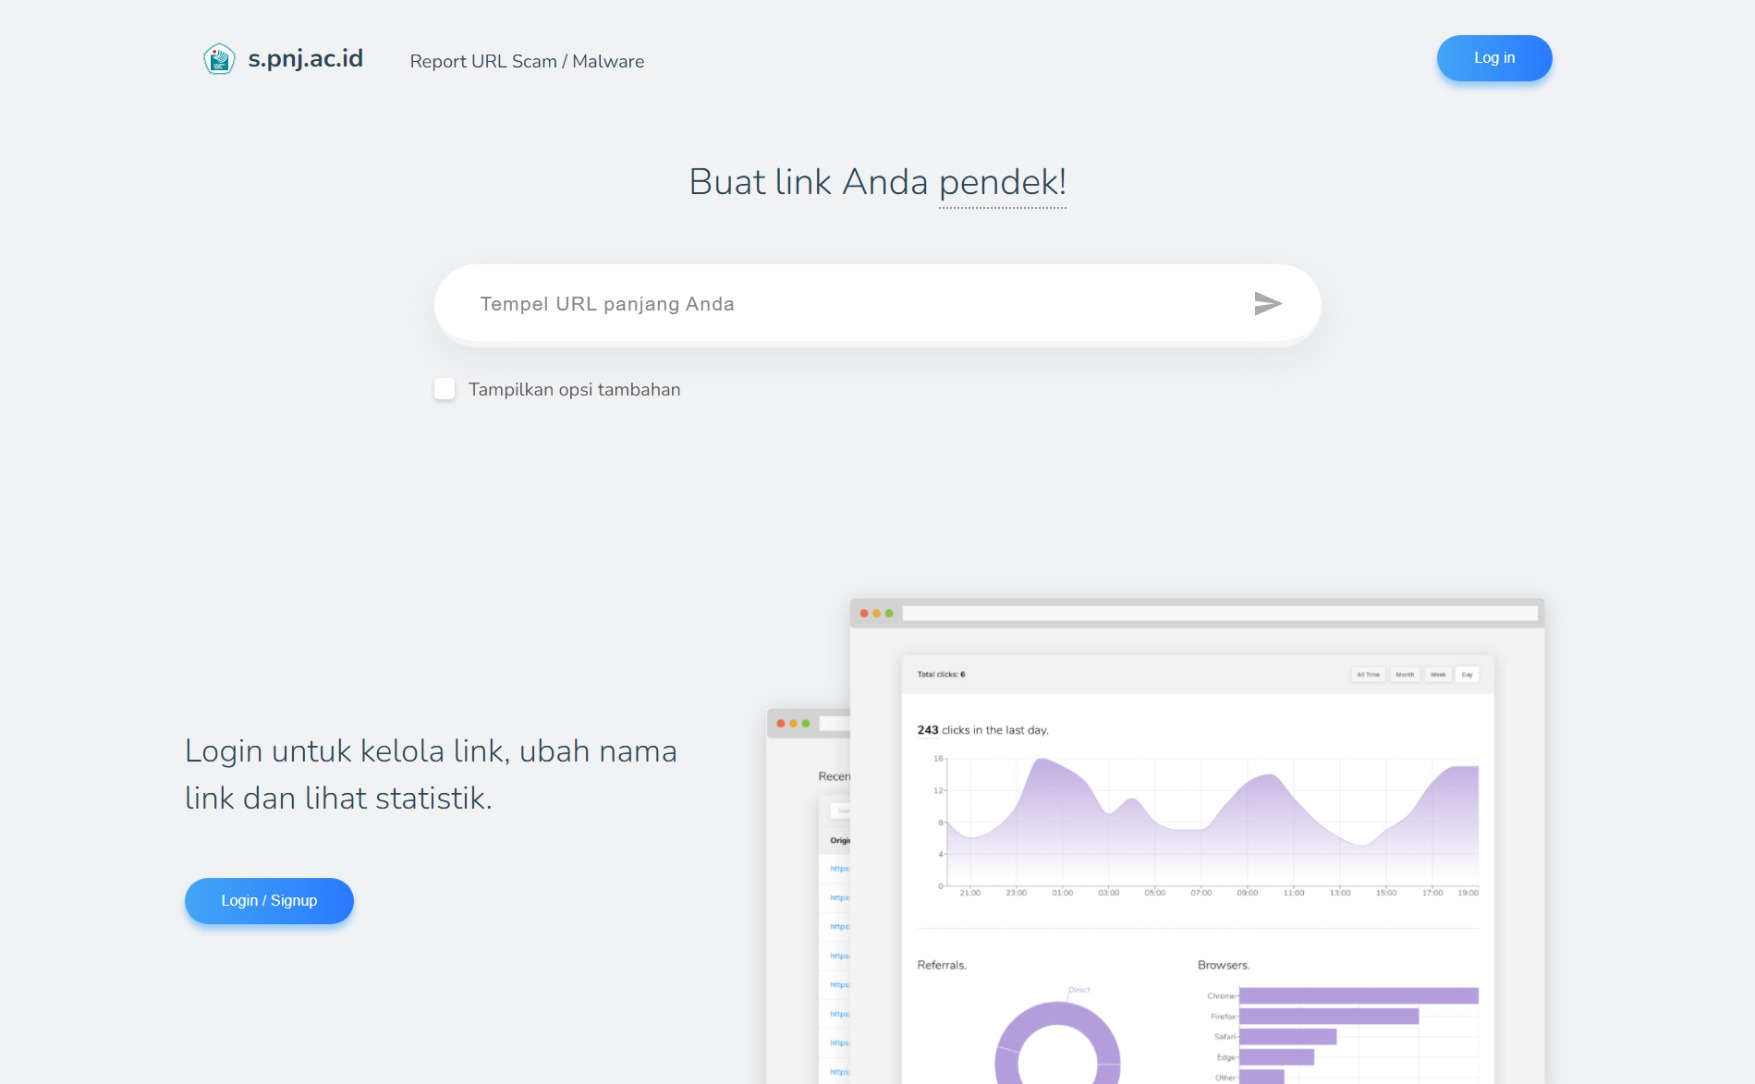 s.pnj.ac.id
Report URL Scam / Malware
Log in
Buat link Anda pendek!
Tempel URL panjang Anda
Tampilkan opsi tambahan
Login untuk kelola link, ubah nama
link dan lihat statistik.
Login / Signup
Recen
Origi
https:
https:
https:
https:
https:
https:
https:
https:
Total clicks: 6
All Time Month Week Day
243 clicks in the last day.
16
12
8
4
0
21:00 23:00 01:00 03:00 05:00 07:00 09:00 11:00 13:00 15:00 17:00 19:00
Referrals.
Direct
Browsers.
Chrome
Firefox
Safari
Edge
Other